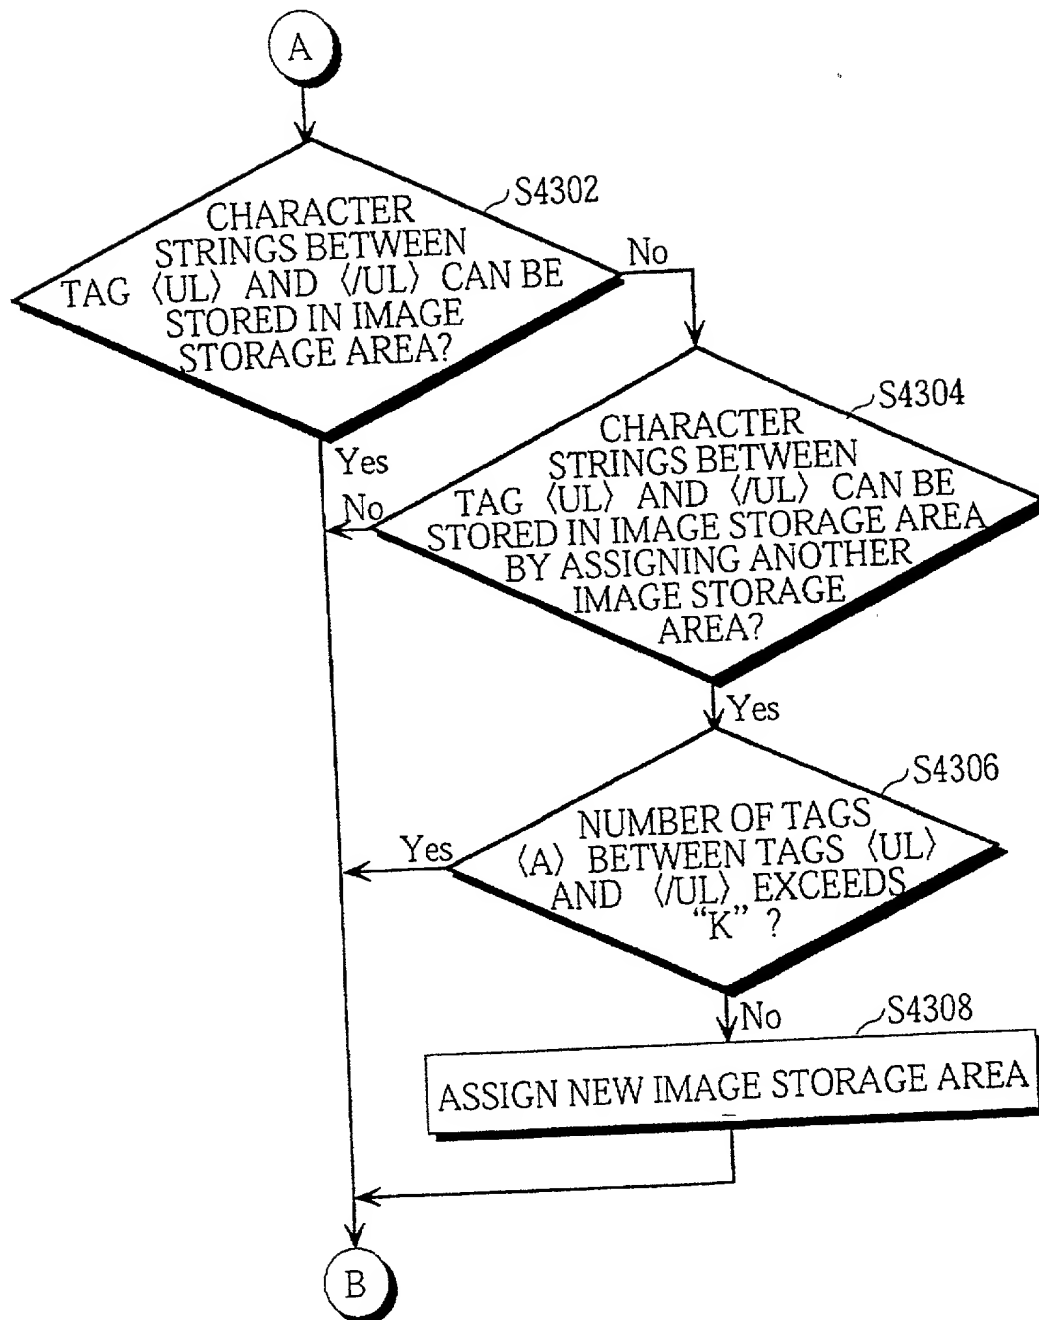 A
S4302
CHARACTER
STRINGS BETWEEN
TAG 〈UL〉 AND 〈/UL〉 CAN BE
STORED IN IMAGE
STORAGE AREA?
No
Yes
S4304
CHARACTER
STRINGS BETWEEN
TAG 〈UL〉 AND 〈/UL〉 CAN BE
STORED IN IMAGE STORAGE AREA
BY ASSIGNING ANOTHER
IMAGE STORAGE
AREA?
No
Yes
S4306
NUMBER OF TAGS
〈A〉 BETWEEN TAGS 〈UL〉
AND 〈/UL〉 EXCEEDS
“K” ?
Yes
No
S4308
ASSIGN NEW IMAGE STORAGE AREA
B